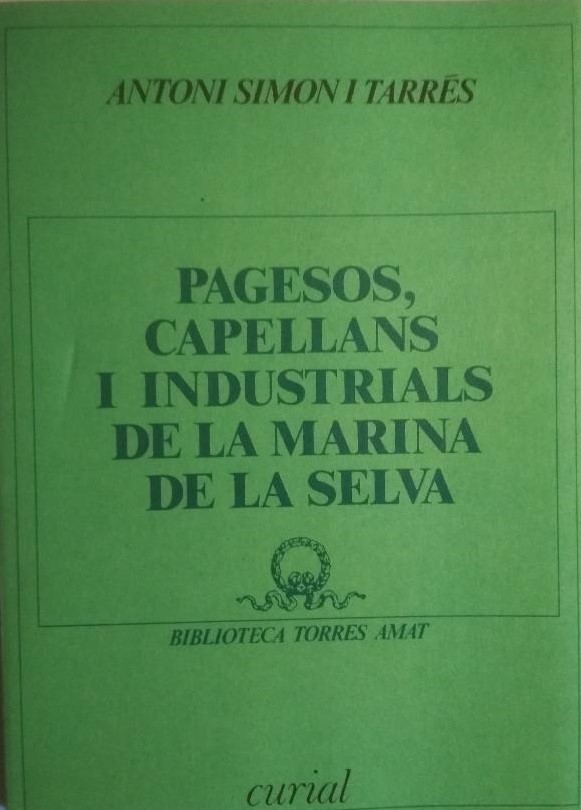 ANTONI SIMON I TARRÉS
PAGESOS,
CAPELLANS
I INDUSTRIALS
DE LA MARINA
DE LA SELVA
BIBLIOTECA TORRES AMAT
curial